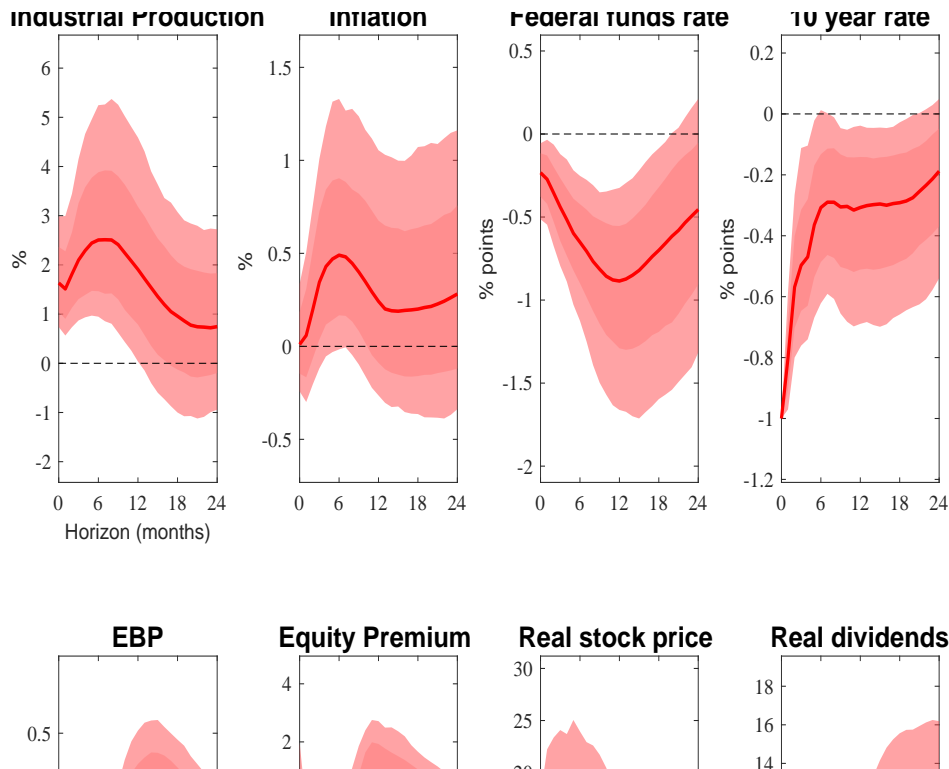 Industrial Production
Inflation
Federal funds rate
10 year rate
6
5
4
3
2
1
0
-1
-2
%
0 6 12 18 24
Horizon (months)
1.5
1
0.5
0
-0.5
%
0 6 12 18 24
0.5
0
-0.5
-1
-1.5
-2
% points
0 6 12 18 24
0.2
0
-0.2
-0.4
-0.6
-0.8
-1
-1.2
% points
0 6 12 18 24
EBP
Equity Premium
Real stock price
Real dividends
0.5
4
2
30
25
20
18
16
14